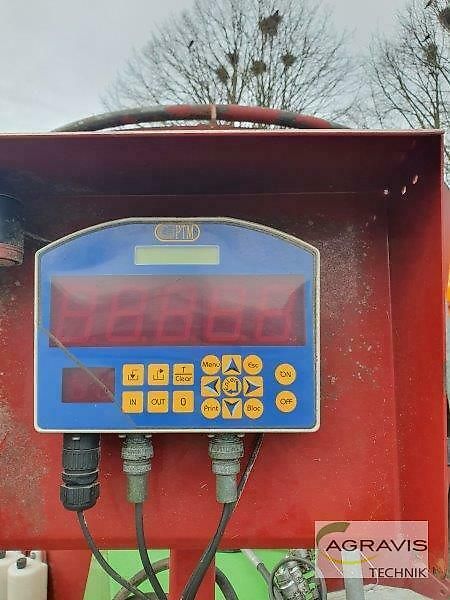 PTM
T Clear
Menu
Esc
ON
IN
OUT
0
Print
Bloc
OFF
AGRAVIS
TECHNIK